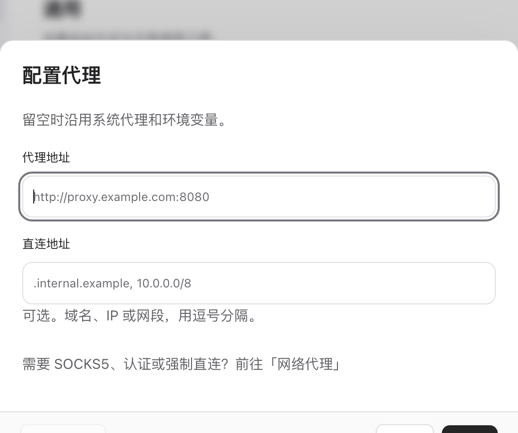 通用
配置代理
留空时沿用系统代理和环境变量。
代理地址
http://proxy.example.com:8080
直连地址
.internal.example, 10.0.0.0/8
可选。域名、IP 或网段，用逗号分隔。
需要 SOCKS5、认证或强制直连？前往「网络代理」